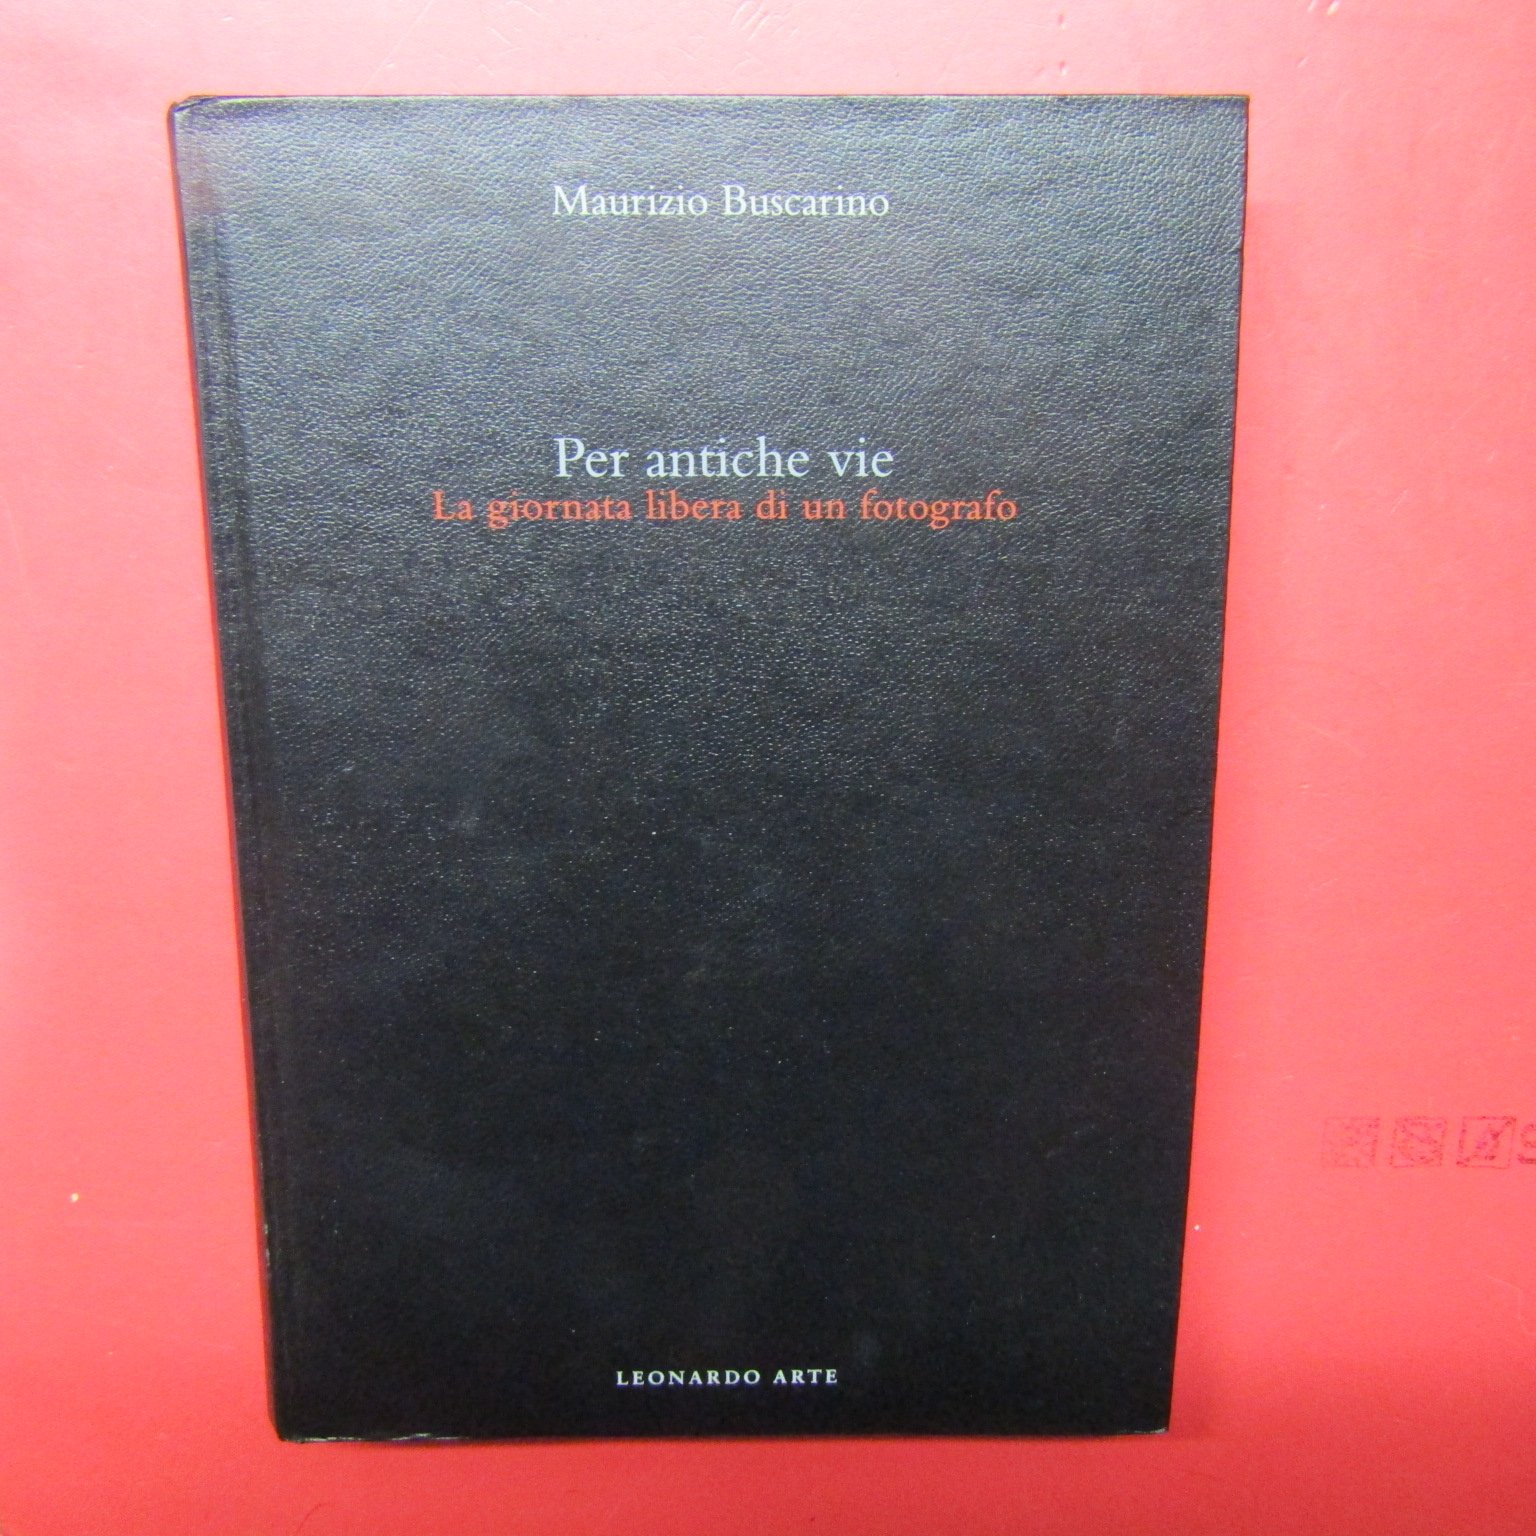 Maurizio Buscarino
Per antiche vie
La giornata libera di un fotografo
LEONARDO ARTE